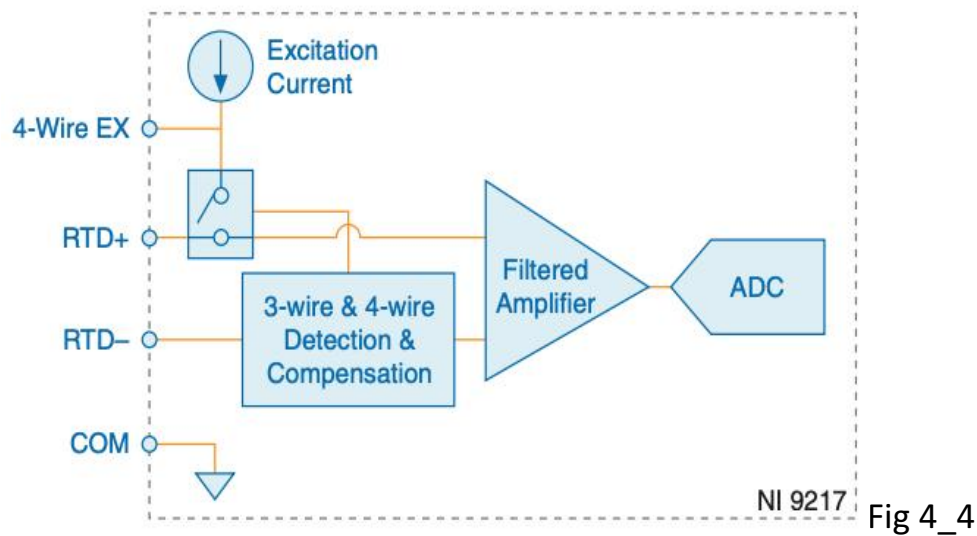 Excitation
Current
4-Wire EX
RTD+
Filtered
Amplifier
ADC
3-wire & 4-wire
Detection &
Compensation
RTD–
COM
NI 9217
Fig 4_4